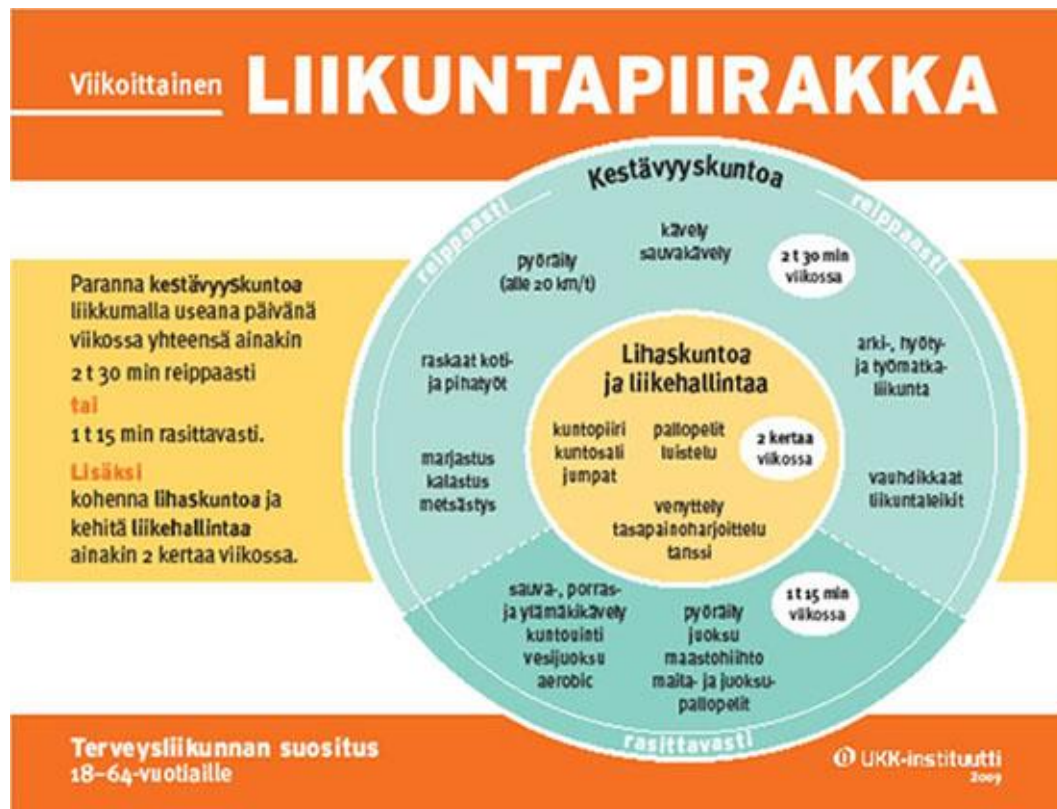 Viikoittainen LIIKUNTAPIIRAKKA
Paranna kestävyyskuntoa
liikkumalla useana päivänä
viikossa yhteensä ainakin
2 t 30 min reippaasti
tai
1 t 15 min rasittavasti.
Lisäksi
kohenna lihaskuntoa ja
kehitä liikehallintaa
ainakin 2 kertaa viikossa.
Kestävyyskuntoa
reippaasti
reippaasti
kävely
sauvakävely
2 t 30 min
viikossa
pyöräily
(alle 20 km/t)
raskaat koti-
ja pihatyöt
arki-, hyöty-
ja työmatka-
liikunta
marjastus
kalastus
metsästys
vauhdikkaat
liikuntaleikit
Lihaskuntoa
ja liikehallintaa
kuntopiiri
kuntosali
jumpat
pallopelit
luistelu
2 kertaa
viikossa
venyttely
tasapainoharjoittelu
tanssi
sauva-, porras-
ja ylämäkikävely
kuntouinti
vesijuoksu
aerobic
pyöräily
juoksu
maastohiihto
maila- ja juoksu-
pallopelit
1 t 15 min
viikossa
rasittavasti
Terveysliikunnan suositus
18–64-vuotiaille
UKK-instituutti
2009